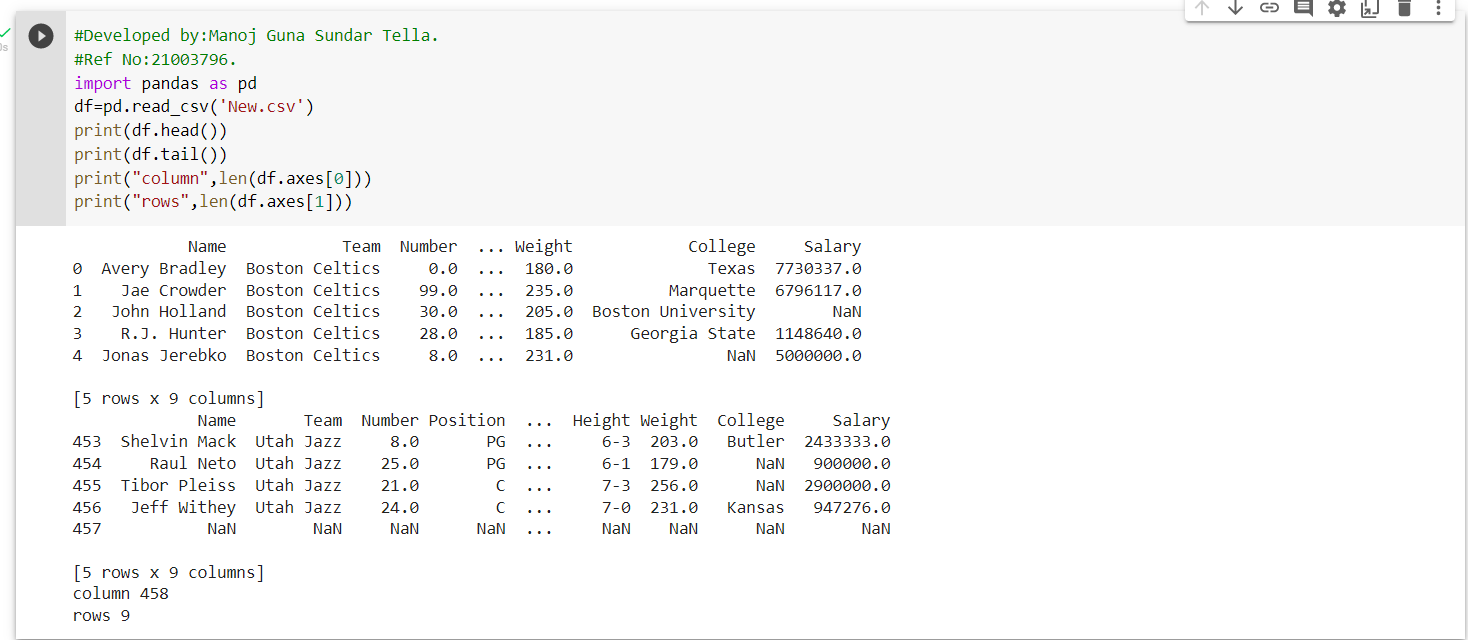 #Developed by:Manoj Guna Sundar Tella.
#Ref No:21003796.
import pandas as pd
df=pd.read_csv('New.csv')
print(df.head())
print(df.tail())
print("column",len(df.axes[0]))
print("rows",len(df.axes[1]))
Name Team Number ... Weight College Salary
0 Avery Bradley Boston Celtics 0.0 ... 180.0 Texas 7730337.0
1 Jae Crowder Boston Celtics 99.0 ... 235.0 Marquette 6796117.0
2 John Holland Boston Celtics 30.0 ... 205.0 Boston University NaN
3 R.J. Hunter Boston Celtics 28.0 ... 185.0 Georgia State 1148640.0
4 Jonas Jerebko Boston Celtics 8.0 ... 231.0 NaN 5000000.0
[5 rows x 9 columns]
Name Team Number Position ... Height Weight College Salary
453 Shelvin Mack Utah Jazz 8.0 PG ... 6-3 203.0 Butler 2433333.0
454 Raul Neto Utah Jazz 25.0 PG ... 6-1 179.0 NaN 900000.0
455 Tibor Pleiss Utah Jazz 21.0 C ... 7-3 256.0 NaN 2900000.0
456 Jeff Withey Utah Jazz 24.0 C ... 7-0 231.0 Kansas 947276.0
457 NaN NaN NaN NaN ... NaN NaN NaN NaN
[5 rows x 9 columns]
column 458
rows 9